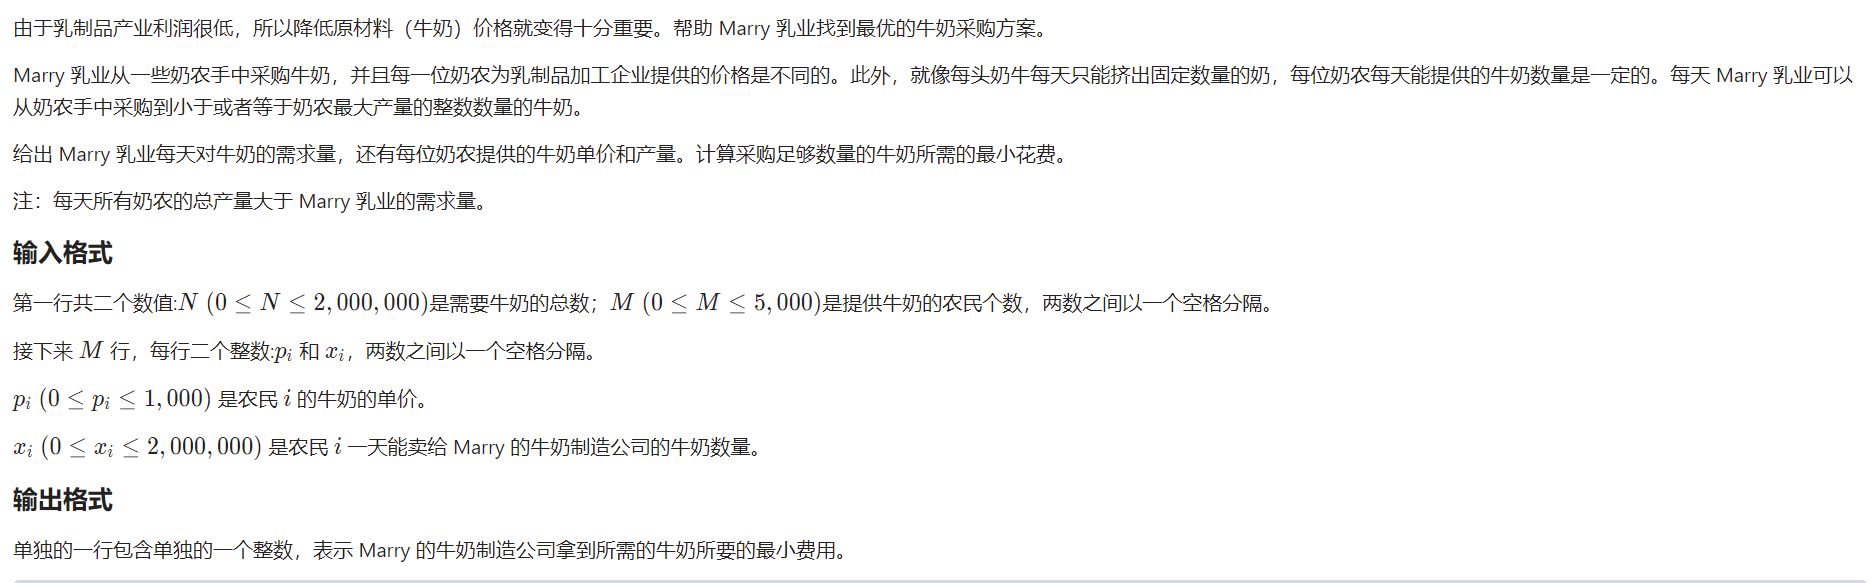 由于乳制品产业利润很低，所以降低原材料（牛奶）价格就变得十分重要。帮助 Marry 乳业找到最优的牛奶采购方案。
Marry 乳业从一些奶农手中采购牛奶，并且每一位奶农为乳制品加工企业提供的价格是不同的。此外，就像每头奶牛每天只能挤出固定数量的奶，每位奶农每天能提供的牛奶数量是一定的。每天 Marry 乳业可以
从奶农手中采购到小于或者等于奶农最大产量的整数数量的牛奶。
给出 Marry 乳业每天对牛奶的需求量，还有每位奶农提供的牛奶单价和产量。计算采购足够数量的牛奶所需的最小花费。
注：每天所有奶农的总产量大于 Marry 乳业的需求量。
输入格式
第一行共二个数值:N (0 ≤ N ≤ 2,000,000)是需要牛奶的总数；M (0 ≤ M ≤ 5,000)是提供牛奶的农民个数，两数之间以一个空格分隔。
接下来 M 行，每行二个整数:pᵢ 和 xᵢ，两数之间以一个空格分隔。
pᵢ (0 ≤ pᵢ ≤ 1,000) 是农民 i 的牛奶的单价。
xᵢ (0 ≤ xᵢ ≤ 2,000,000) 是农民 i 一天能卖给 Marry 的牛奶制造公司的牛奶数量。
输出格式
单独的一行包含单独的一个整数，表示 Marry 的牛奶制造公司拿到所需的牛奶所要的最小费用。